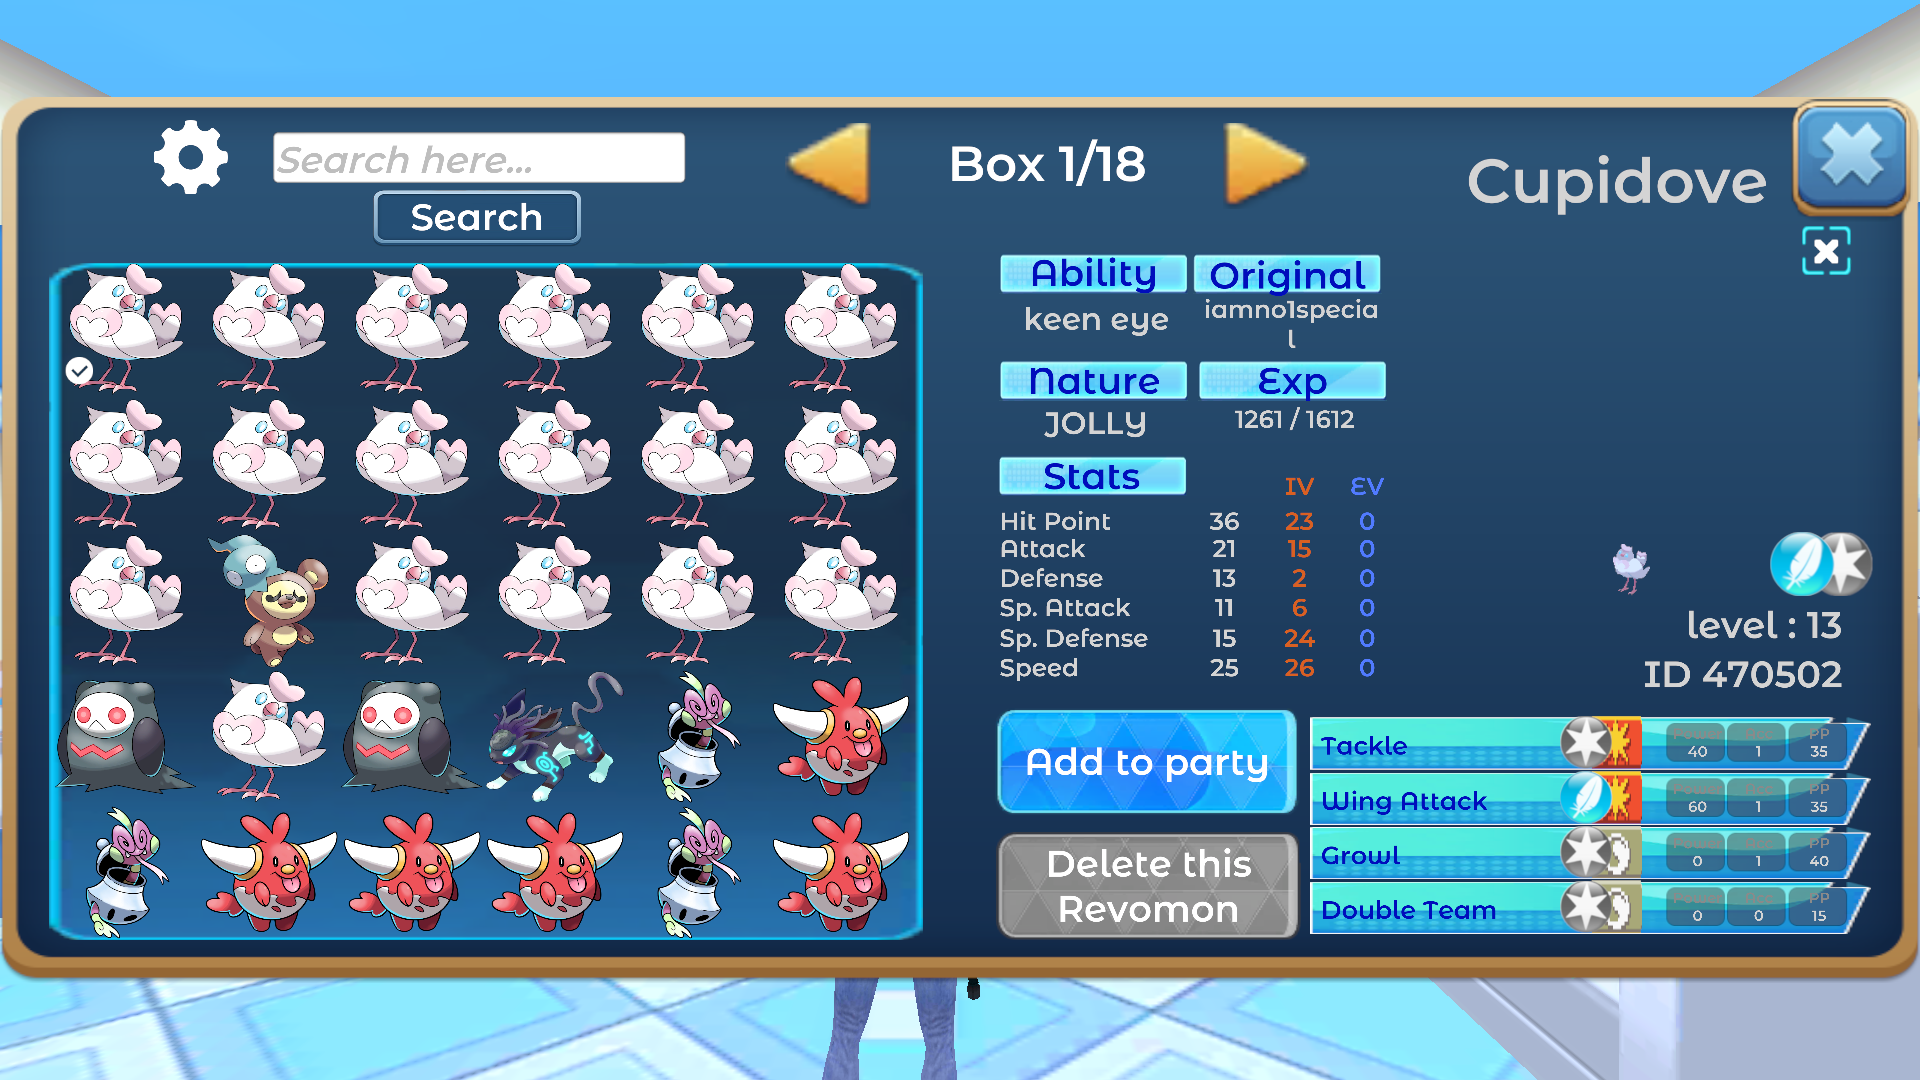 Search here...
Search
Box 1/18
Cupidove
Ability
Original
keen eye
iamno1specia
l
Nature
Exp
JOLLY
1261 / 1612
Stats
IV
EV
Hit Point 36 23 0
Attack 21 15 0
Defense 13 2 0
Sp. Attack 11 6 0
Sp. Defense 15 24 0
Speed 25 26 0
level : 13
ID 470502
Add to party
Delete this
Revomon
Tackle
PP
40 1 35
Wing Attack
PP
60 1 35
Growl
PP
0 1 40
Double Team
PP
0 0 15